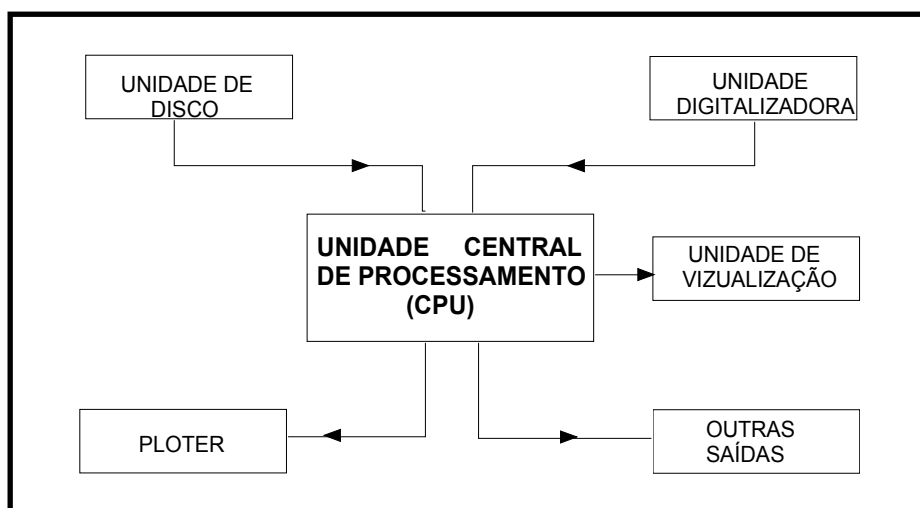 UNIDADE DE
DISCO
UNIDADE
DIGITALIZADORA
UNIDADE CENTRAL
DE PROCESSAMENTO
(CPU)
UNIDADE DE
VIZUALIZAÇÃO
PLOTER
OUTRAS
SAÍDAS